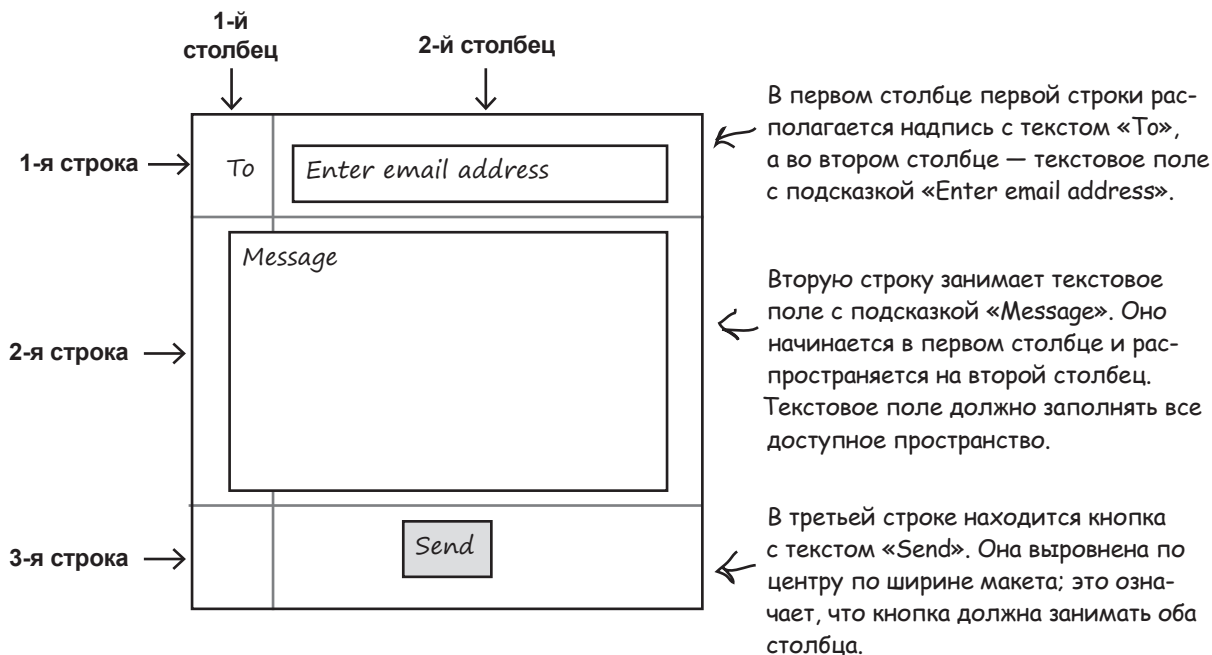 1-й
столбец
2-й столбец
1-я строка
To
Enter email address
В первом столбце первой строки рас-
полагается надпись с текстом «To»,
а во втором столбце — текстовое поле
с подсказкой «Enter email address».
2-я строка
Message
Вторую строку занимает текстовое
поле с подсказкой «Message». Оно
начинается в первом столбце и рас-
пространяется на второй столбец.
Текстовое поле должно заполнять все
доступное пространство.
3-я строка
Send
В третьей строке находится кнопка
с текстом «Send». Она выровнена по
центру по ширине макета; это озна-
чает, что кнопка должна занимать оба
столбца.